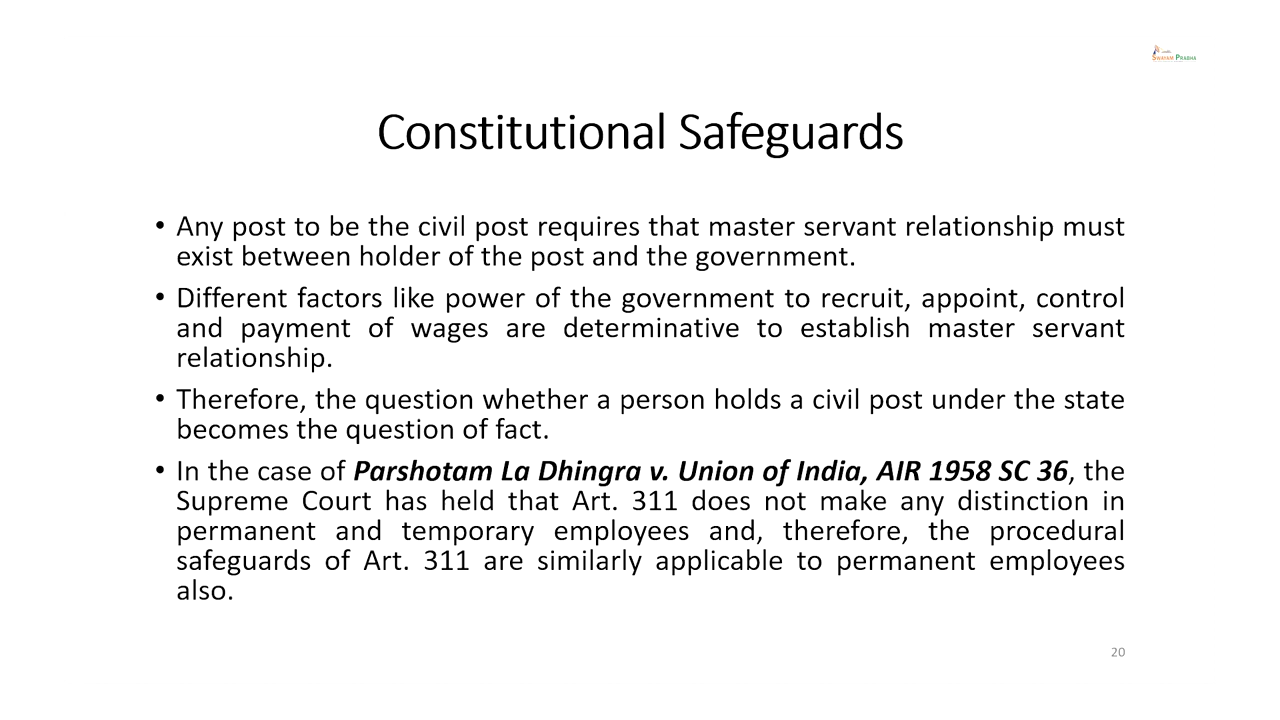 SWAYAM PRABHA
Constitutional Safeguards
• Any post to be the civil post requires that master servant relationship must
exist between holder of the post and the government.
• Different factors like power of the government to recruit, appoint, control
and payment of wages are determinative to establish master servant
relationship.
• Therefore, the question whether a person holds a civil post under the state
becomes the question of fact.
• In the case of Parshotam La Dhingra v. Union of India, AIR 1958 SC 36, the
Supreme Court has held that Art. 311 does not make any distinction in
permanent and temporary employees and, therefore, the procedural
safeguards of Art. 311 are similarly applicable to permanent employees
also.
20